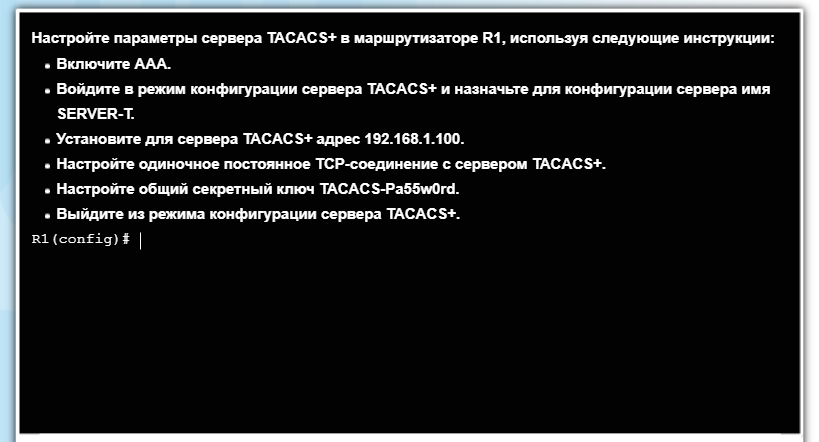 Настройте параметры сервера TACACS+ в маршрутизаторе R1, используя следующие инструкции:
• Включите AAA.
• Войдите в режим конфигурации сервера TACACS+ и назначьте для конфигурации сервера имя
SERVER-T.
• Установите для сервера TACACS+ адрес 192.168.1.100.
• Настройте одиночное постоянное TCP-соединение с сервером TACACS+.
• Настройте общий секретный ключ TACACS-Pa55w0rd.
• Выйдите из режима конфигурации сервера TACACS+.
R1(config)#